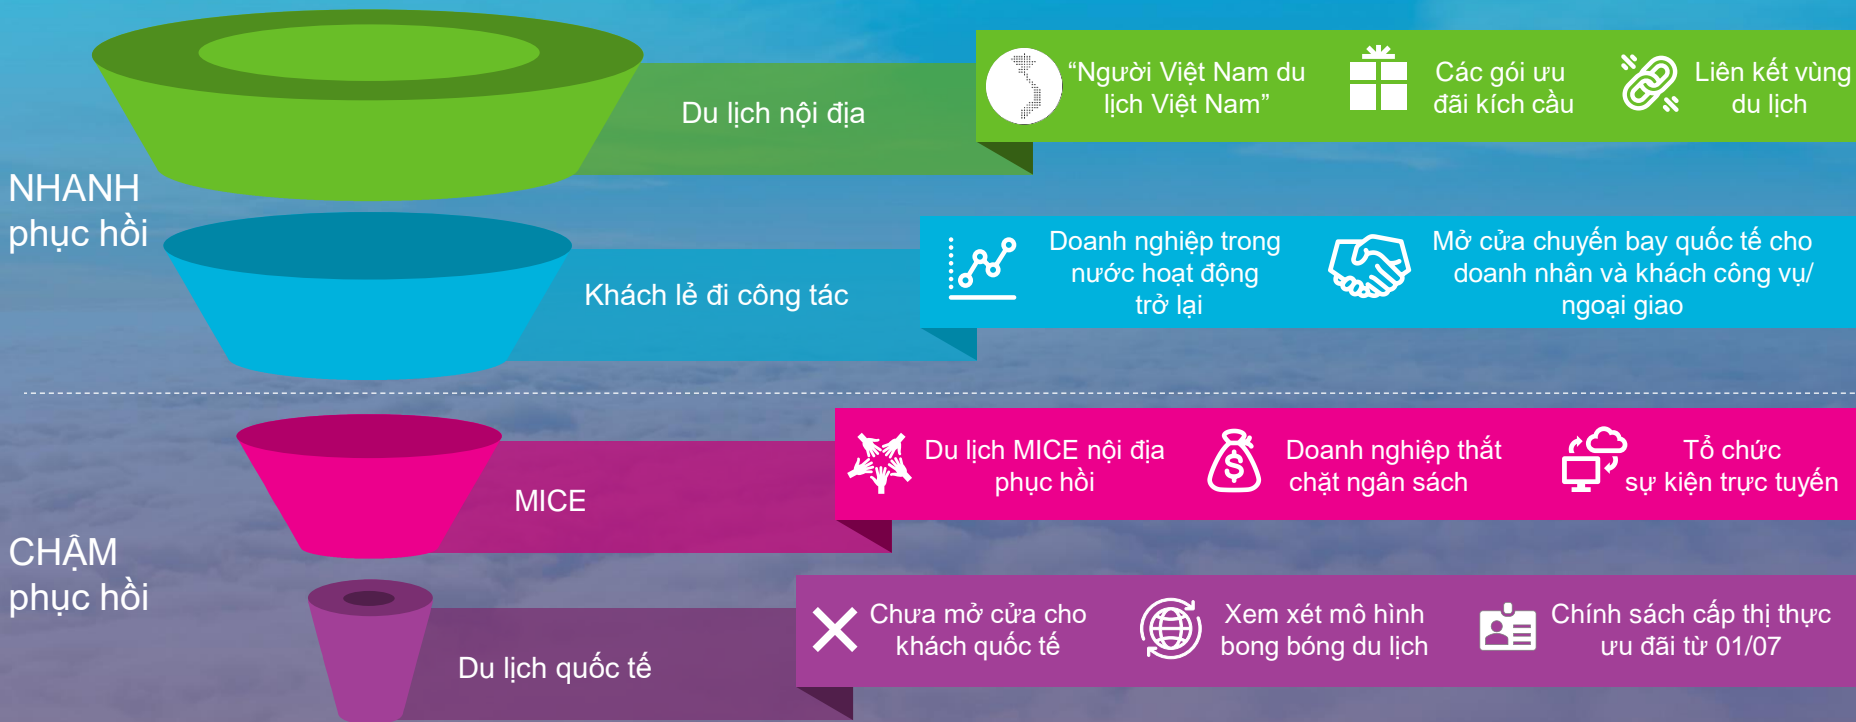 NHANH
phục hồi
Du lịch nội địa
“Người Việt Nam du
lịch Việt Nam”
Các gói ưu
đãi kích cầu
Liên kết vùng
du lịch
Khách lẻ đi công tác
Doanh nghiệp trong
nước hoạt động
trở lại
Mở cửa chuyến bay quốc tế cho
doanh nhân và khách công vụ/
ngoại giao
CHẬM
phục hồi
MICE
Du lịch MICE nội địa
phục hồi
Doanh nghiệp thắt
chặt ngân sách
Tổ chức
sự kiện trực tuyến
Du lịch quốc tế
Chưa mở cửa cho
khách quốc tế
Xem xét mô hình
bong bóng du lịch
Chính sách cấp thị thực
ưu đãi từ 01/07